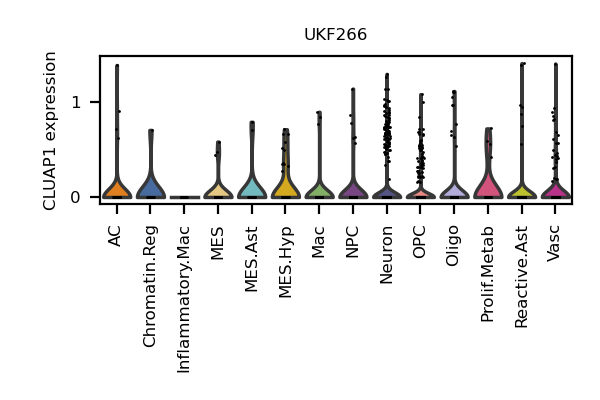 UKF266
CLUAP1 expression
1
0
AC
Chromatin.Reg
Inflammatory.Mac
MES
MES.Ast
MES.Hyp
Mac
NPC
Neuron
OPC
Oligo
Prolif.Metab
Reactive.Ast
Vasc